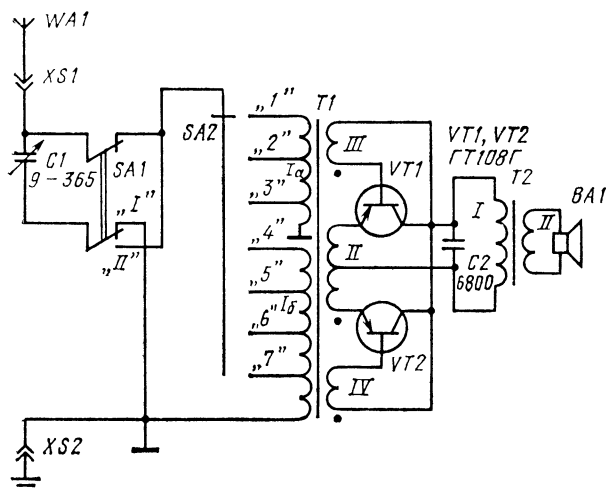 WA1
XS1
C1
9–365
SA1
„I”
„II”
XS2
SA2
„1”
„2”
Iа
„3”
„4”
„5”
Iб
„6”
„7”
T1
III
II
IV
VT1
VT2
VT1, VT2
ГТ108Г
I
C2
6800
T2
II
BA1